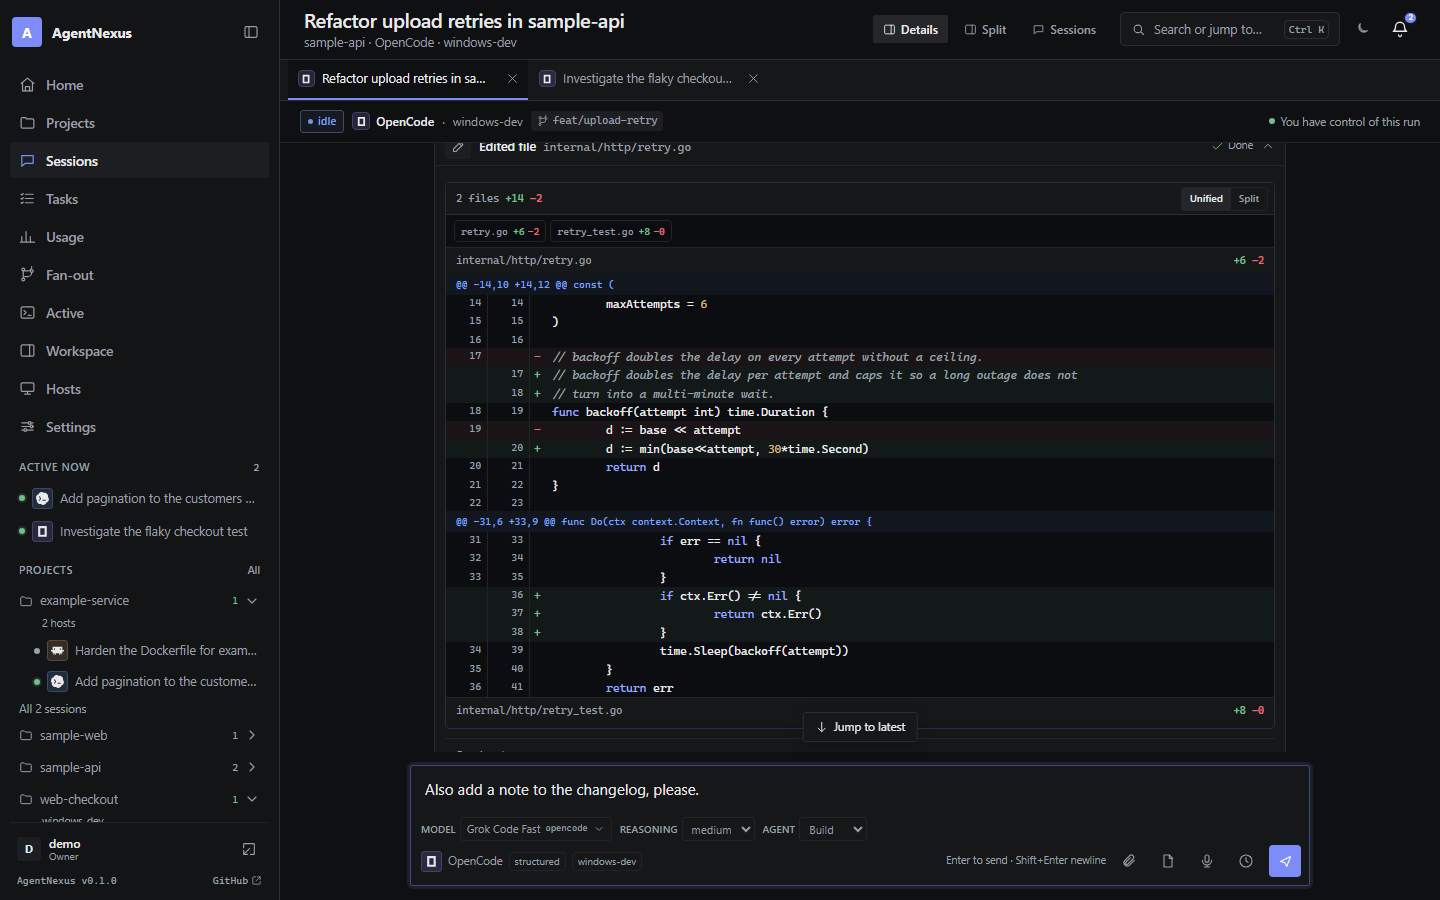 A AgentNexus
Home
Projects
Sessions
Tasks
Usage
Fan-out
Active
Workspace
Hosts
Settings
ACTIVE NOW 2
Add pagination to the customers ...
Investigate the flaky checkout test
PROJECTS All
example-service 1
2 hosts
Harden the Dockerfile for exam...
Add pagination to the custome...
All 2 sessions
sample-web 1
sample-api 2
web-checkout 1
windows-dev
D demo
Owner
AgentNexus v0.1.0 GitHub
Refactor upload retries in sample-api
sample-api · OpenCode · windows-dev
Details Split Sessions Search or jump to... Ctrl K 2
Refactor upload retries in sa... Investigate the flaky checkou...
idle OpenCode · windows-dev feat/upload-retry You have control of this run
Edited file internal/http/retry.go Done
2 files +14 −2 Unified Split
retry.go +6 −2 retry_test.go +8 −0
internal/http/retry.go +6 −2
@@ −14,10 +14,12 @@ const (
14 14 maxAttempts = 6
15 15 )
16 16
17 − // backoff doubles the delay on every attempt without a ceiling.
17 + // backoff doubles the delay per attempt and caps it so a long outage does not
18 + // turn into a multi-minute wait.
18 19 func backoff(attempt int) time.Duration {
19 − d := base << attempt
20 + d := min(base<<attempt, 30*time.Second)
20 21 return d
21 22 }
22 23
@@ −31,6 +33,9 @@ func Do(ctx context.Context, fn func() error) error {
31 33 if err == nil {
32 34 return nil
33 35 }
36 + if ctx.Err() != nil {
37 + return ctx.Err()
38 + }
34 39 time.Sleep(backoff(attempt))
35 40 }
36 41 return err
internal/http/retry_test.go +8 −0
Jump to latest
Also add a note to the changelog, please.
MODEL Grok Code Fast opencode REASONING medium AGENT Build
OpenCode structured windows-dev Enter to send · Shift+Enter newline